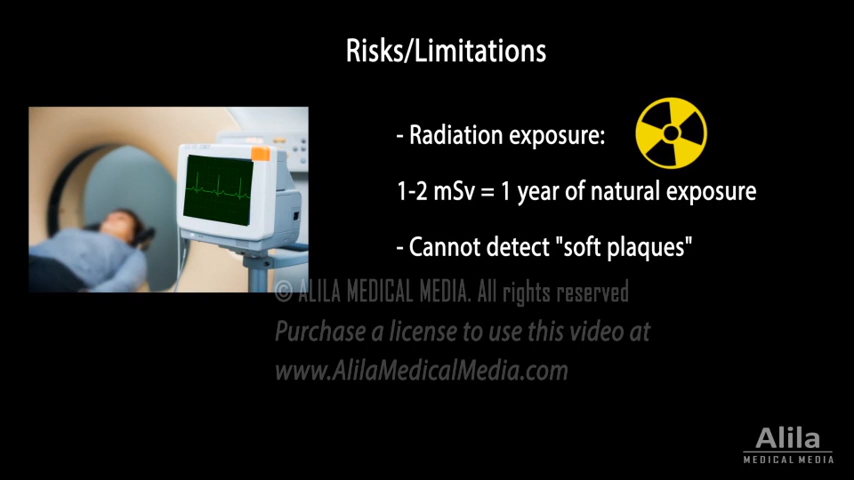 Risks/Limitations
- Radiation exposure:
1-2 mSv = 1 year of natural exposure
- Cannot detect "soft plaques"
© ALILA MEDICAL MEDIA. All rights reserved
Purchase a license to use this video at
www.AlilaMedicalMedia.com
Alila
MEDICAL MEDIA